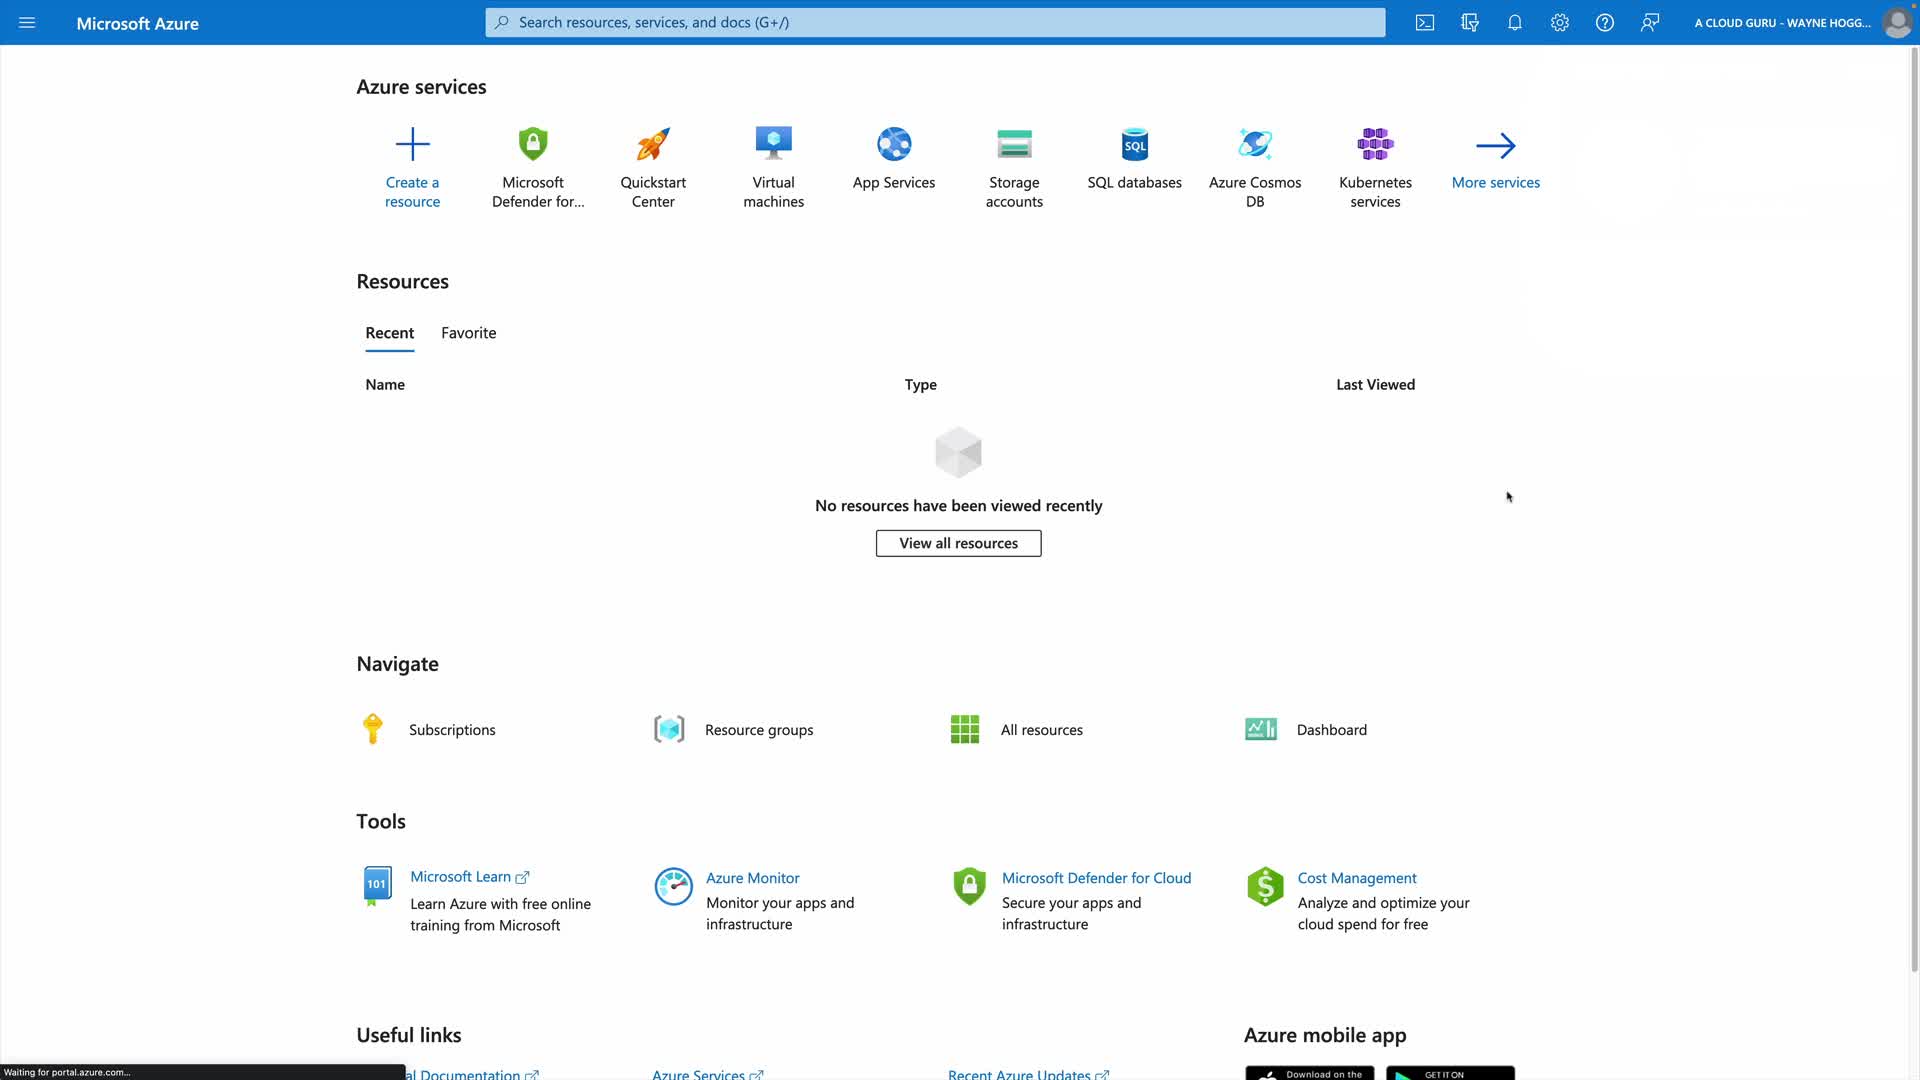 Microsoft Azure
Search resources, services, and docs (G+/)
A CLOUD GURU - WAYNE HOGG...
Azure services
Create a
resource
Microsoft
Defender for...
Quickstart
Center
Virtual
machines
App Services
Storage
accounts
SQL
SQL databases
Azure Cosmos
DB
Kubernetes
services
More services
Resources
Recent
Favorite
Name
Type
Last Viewed
No resources have been viewed recently
View all resources
Navigate
Subscriptions
Resource groups
All resources
Dashboard
Tools
101
Microsoft Learn
Learn Azure with free online
training from Microsoft
Azure Monitor
Monitor your apps and
infrastructure
Microsoft Defender for Cloud
Secure your apps and
infrastructure
$
Cost Management
Analyze and optimize your
cloud spend for free
Useful links
Azure mobile app
Waiting for portal.azure.com...
al Documentation
Azure Services
Recent Azure Updates
Download on the
GET IT ON